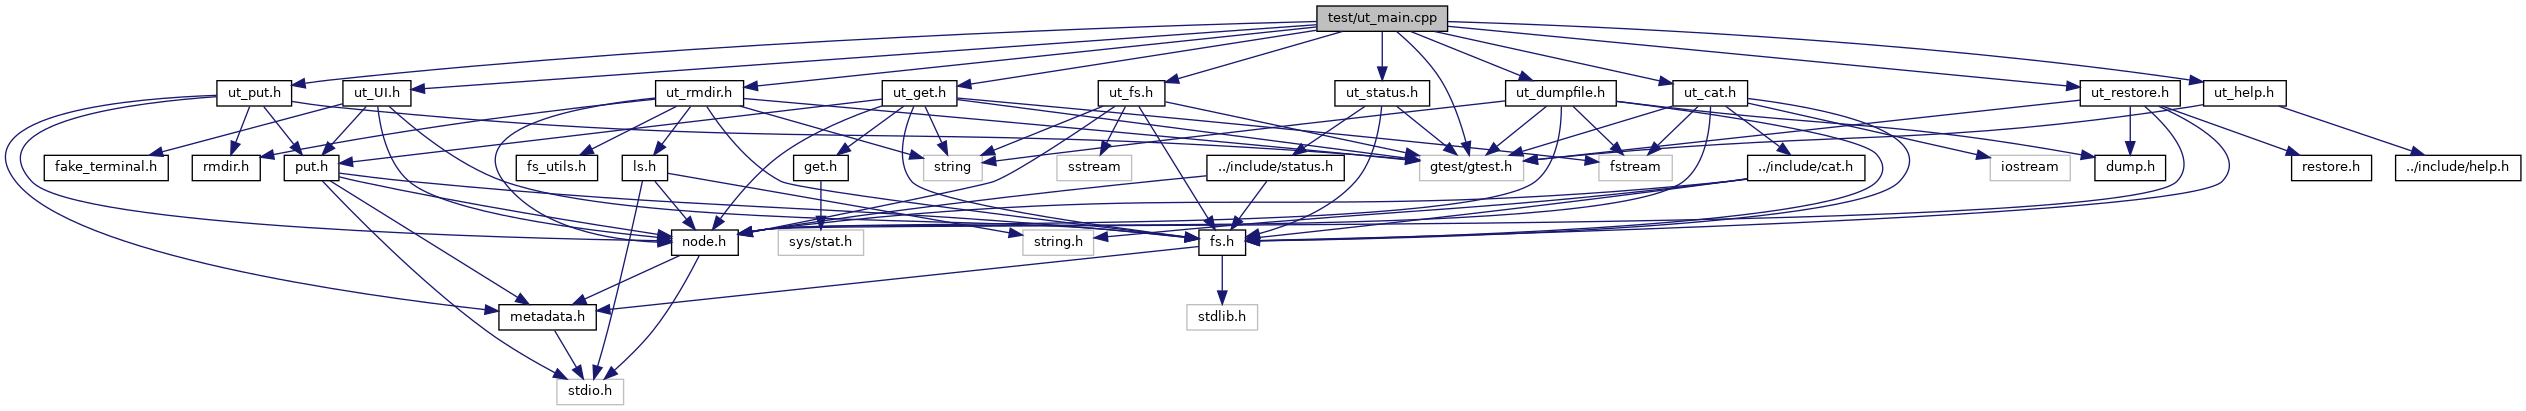 test/ut_main.cpp
ut_put.h
ut_UI.h
ut_rmdir.h
ut_get.h
ut_fs.h
ut_status.h
ut_dumpfile.h
ut_cat.h
ut_restore.h
ut_help.h
fake_terminal.h
rmdir.h
put.h
fs_utils.h
ls.h
get.h
string
sstream
../include/status.h
gtest/gtest.h
fstream
../include/cat.h
iostream
dump.h
restore.h
../include/help.h
node.h
sys/stat.h
string.h
fs.h
metadata.h
stdlib.h
stdio.h